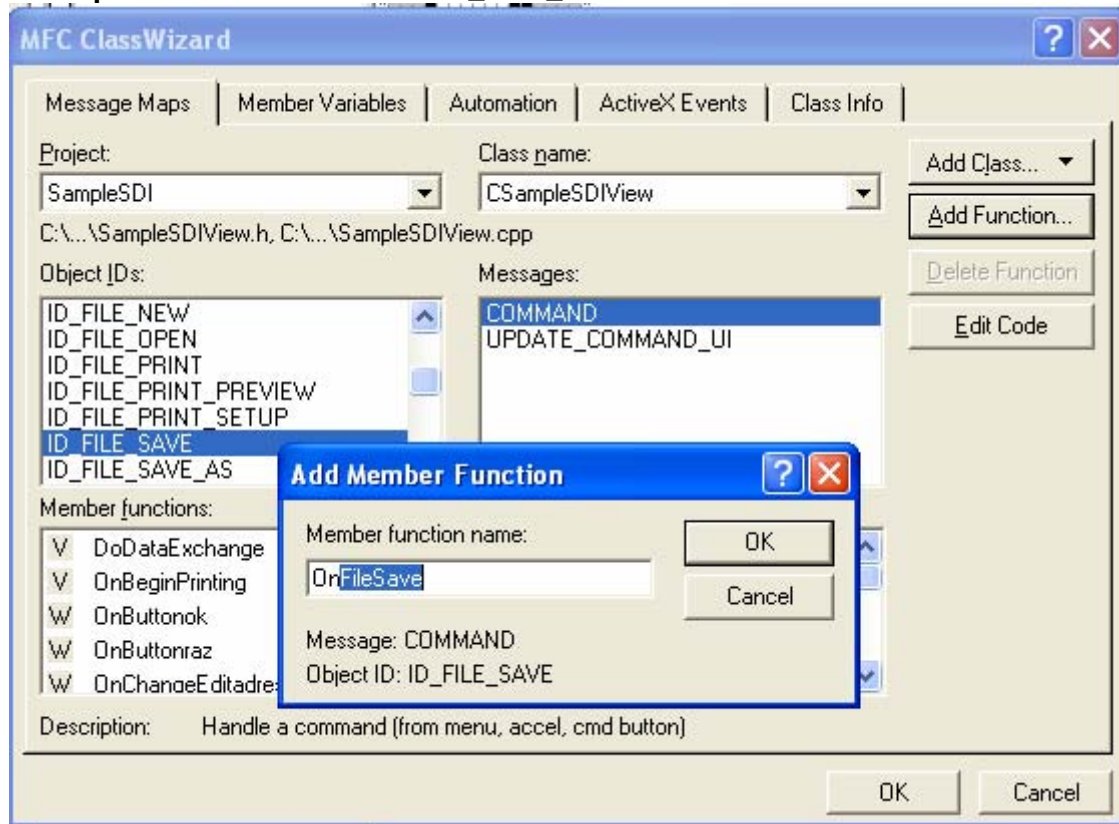 MFC ClassWizard
Message Maps Member Variables Automation ActiveX Events Class Info
Project: Class name:
SampleSDI CSampleSDIView
C:\...\SampleSDIView.h, C:\...\SampleSDIView.cpp
Object IDs: Messages:
ID_FILE_NEW
ID_FILE_OPEN
ID_FILE_PRINT
ID_FILE_PRINT_PREVIEW
ID_FILE_PRINT_SETUP
ID_FILE_SAVE
ID_FILE_SAVE_AS
COMMAND
UPDATE_COMMAND_UI
Add Class...
Add Function...
Delete Function
Edit Code
Member functions:
V DoDataExchange
V OnBeginPrinting
W OnButtonok
W OnButtonraz
W OnChangeEditadre
Add Member Function
Member function name:
OnFileSave
OK
Cancel
Message: COMMAND
Object ID: ID_FILE_SAVE
Description: Handle a command (from menu, accel, cmd button)
OK Cancel